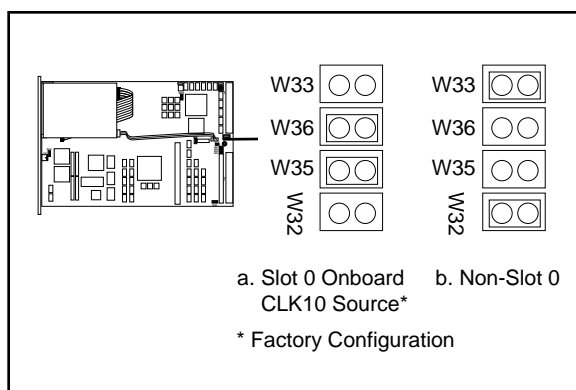 W33
W36
W35
W32
W33
W36
W35
W32
a. Slot 0 Onboard CLK10 Source*
b. Non-Slot 0
* Factory Configuration